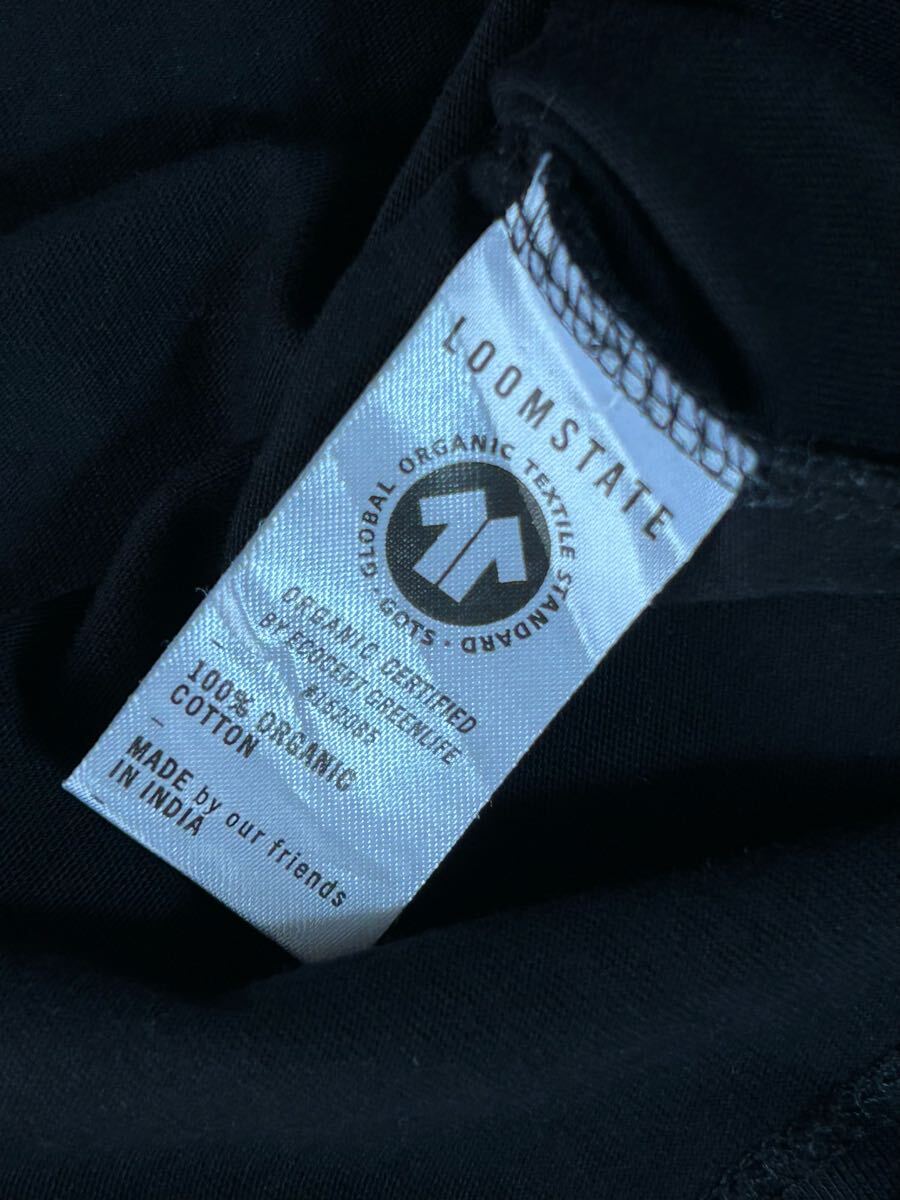 LOOMSTATE
GLOBAL ORGANIC TEXTILE STANDARD · GOTS ·
ORGANIC CERTIFIED
BY ECOCERT GREENLIFE
#162085
-
100% ORGANIC
COTTON
-
MADE by our friends
IN INDIA